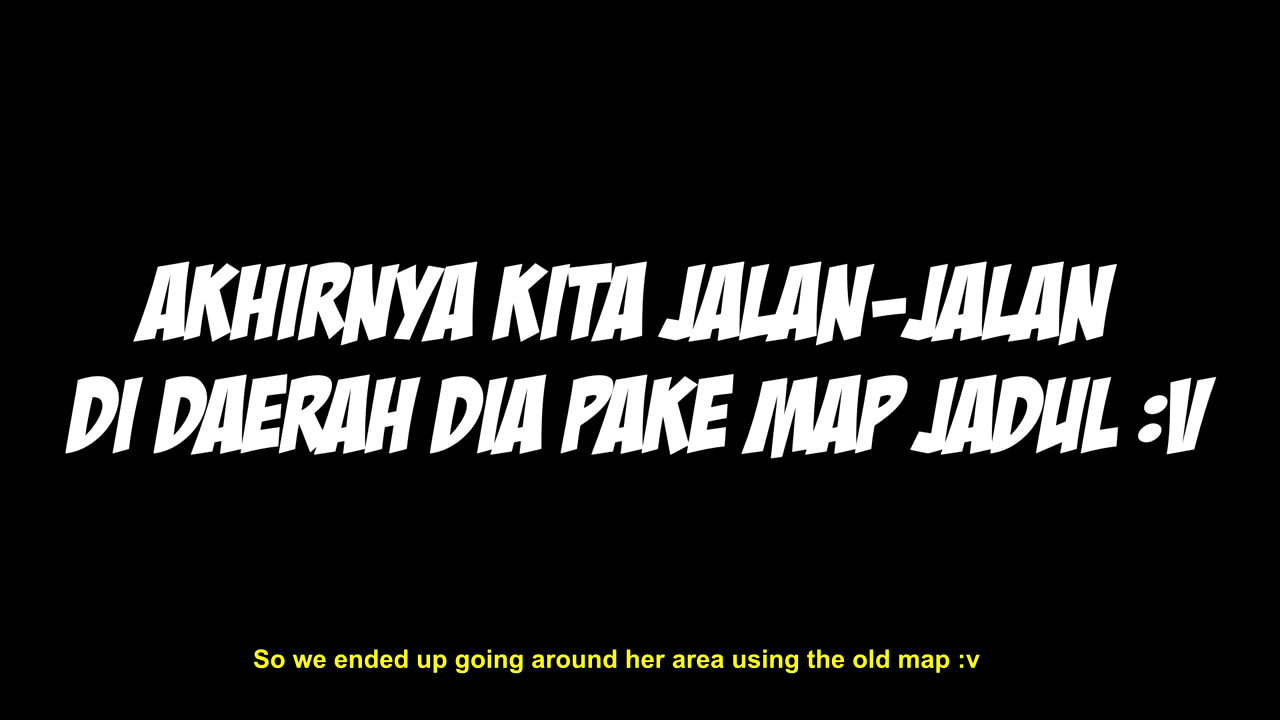 AKHIRNYA KITA JALAN-JALAN
DI DAERAH DIA PAKE MAP JADUL :V
So we ended up going around her area using the old map :v